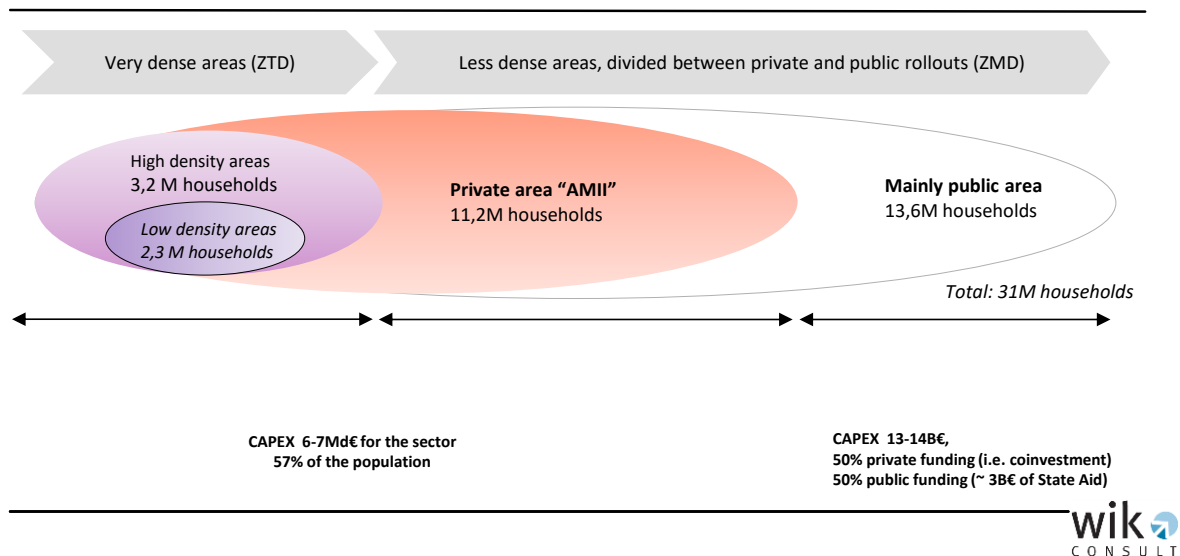 Very dense areas (ZTD)
Less dense areas, divided between private and public rollouts (ZMD)
High density areas
3,2 M households
Low density areas
2,3 M households
Private area “AMII”
11,2M households
Mainly public area
13,6M households
Total: 31M households
CAPEX 6-7Md€ for the sector
57% of the population
CAPEX 13-14B€,
50% private funding (i.e. coinvestment)
50% public funding (~ 3B€ of State Aid)
wik
CONSULT